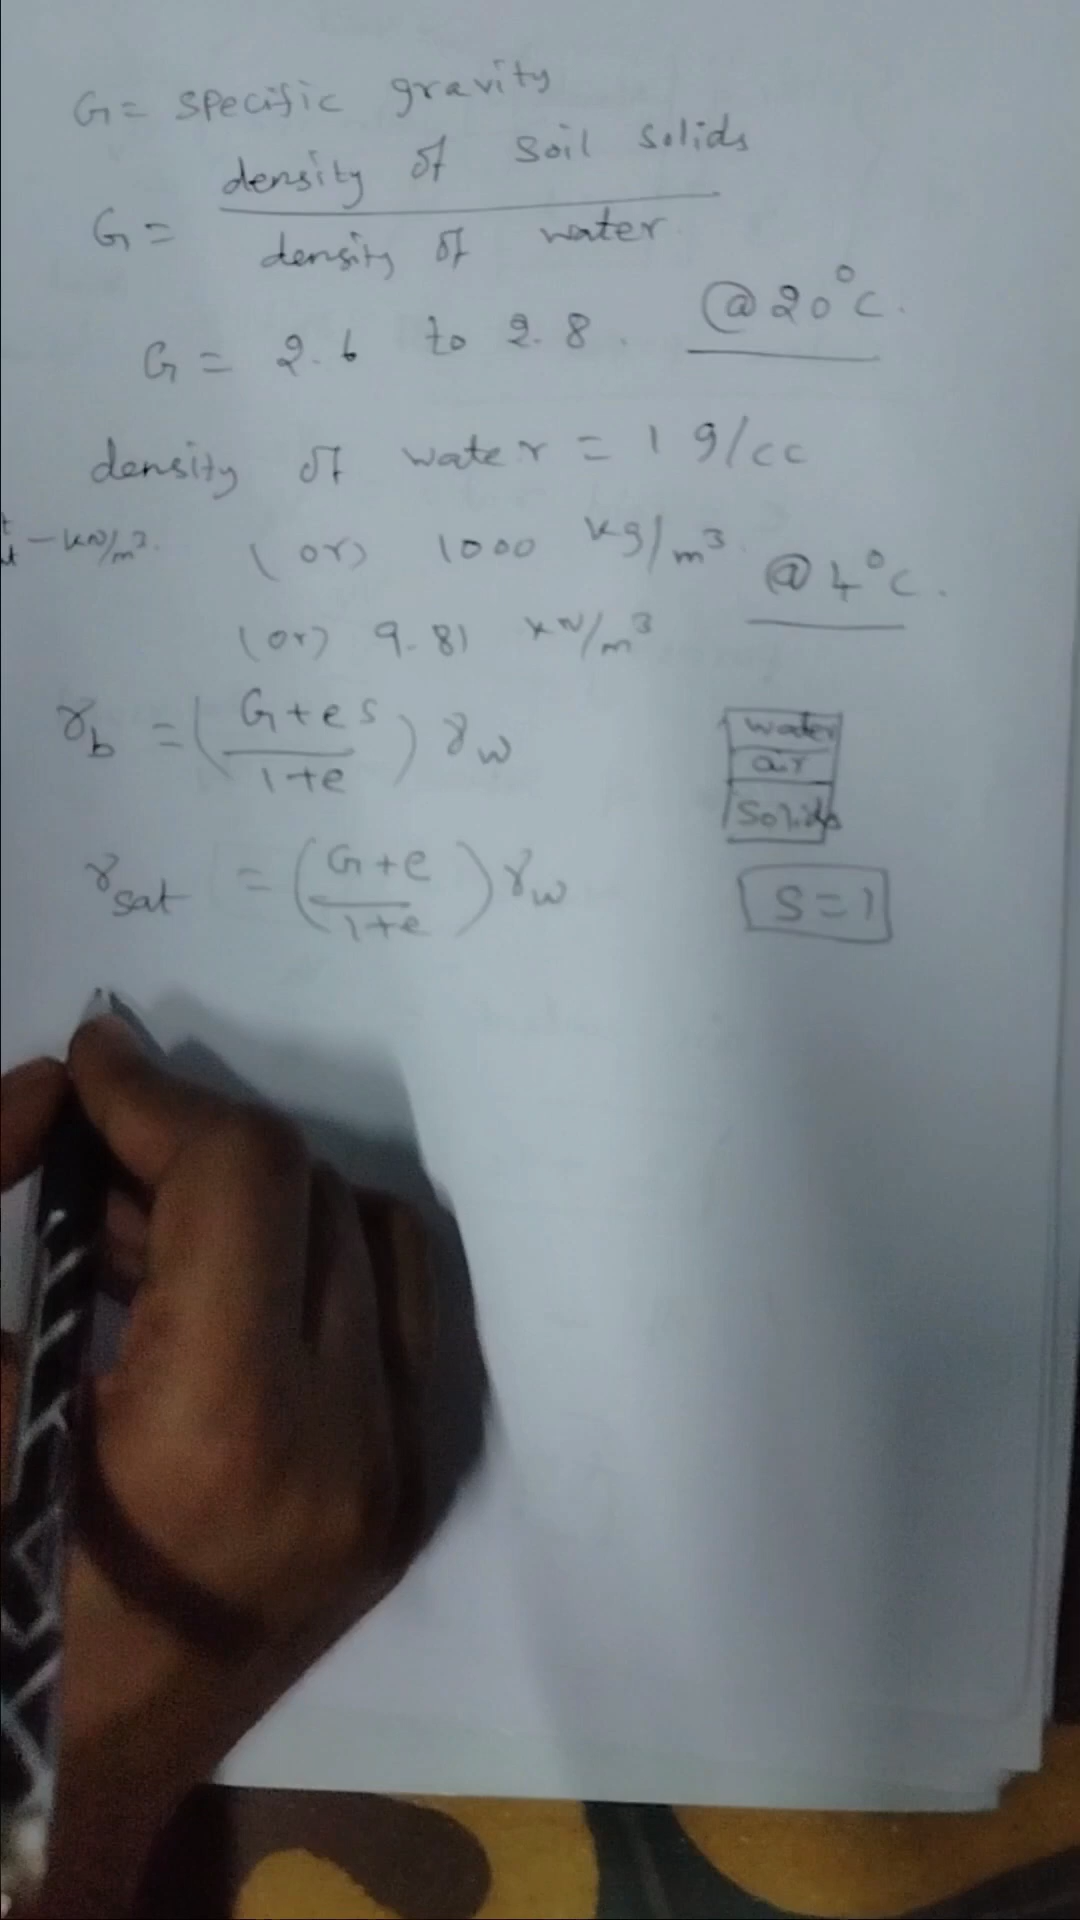 G = specific gravity
G = density of soil solids / density of water
G = 2.6 to 2.8. @20°C.
density of water = 1 g/cc
- kN/m³. (or) 1000 kg/m³ @4°C.
(or) 9.81 kN/m³
γb = (G+es / 1+e) γw
water
air
solids
γsat = (G+e / 1+e) γw
S=1